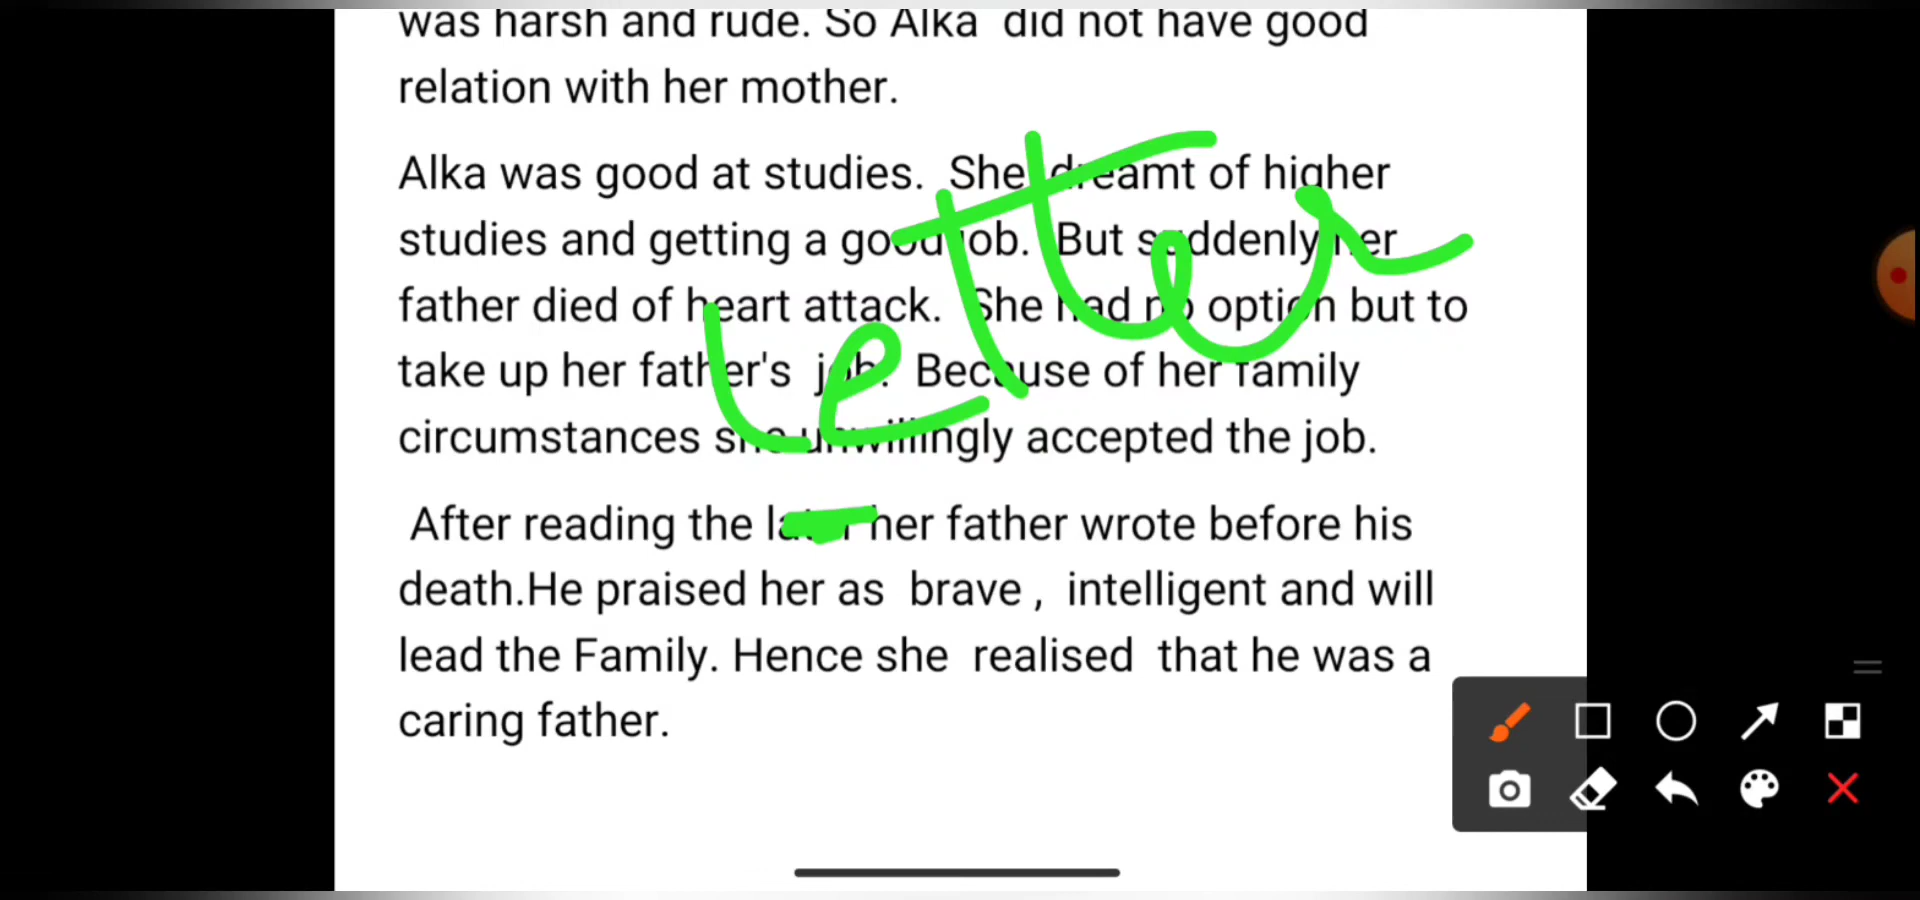 was harsh and rude. So Alka did not have good
relation with her mother.
Alka was good at studies. She dreamt of higher
studies and getting a good job. But suddenly her
father died of heart attack. She had no option but to
take up her father's job. Because of her family
circumstances she unwillingly accepted the job.
letter
After reading the later her father wrote before his
death.He praised her as brave , intelligent and will
lead the Family. Hence she realised that he was a
caring father.